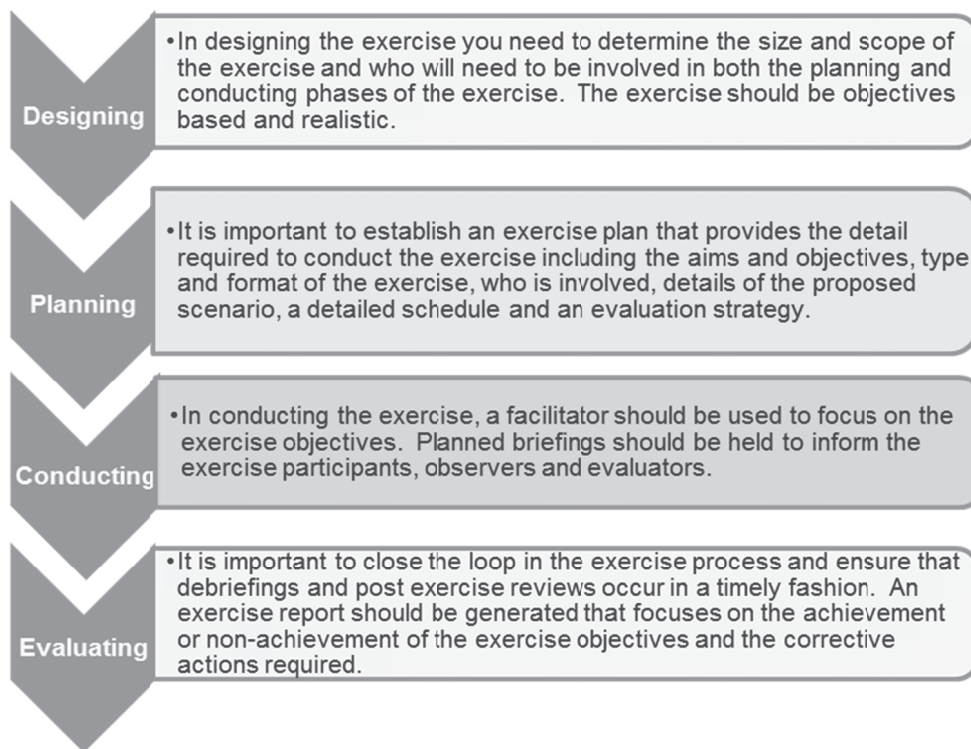 Designing
•In designing the exercise you need to determine the size and scope of
the exercise and who will need to be involved in both the planning and
conducting phases of the exercise.  The exercise should be objectives
based and realistic.
Planning
•It is important to establish an exercise plan that provides the detail
required to conduct the exercise including the aims and objectives, type
and format of the exercise, who is involved, details of the proposed
scenario, a detailed schedule and an evaluation strategy.
Conducting
•In conducting the exercise, a facilitator should be used to focus on the
exercise objectives.  Planned briefings should be held to inform the
exercise participants, observers and evaluators.
Evaluating
•It is important to close the loop in the exercise process and ensure that
debriefings and post exercise reviews occur in a timely fashion.  An
exercise report should be generated that focuses on the achievement
or non-achievement of the exercise objectives and the corrective
actions required.